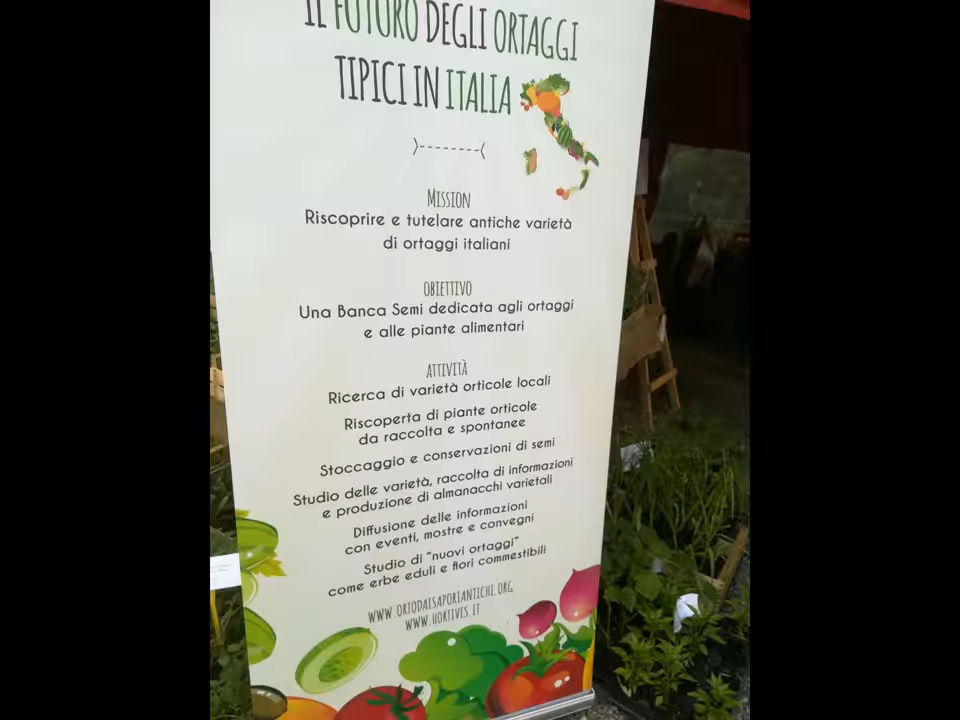 IL FUTURO DEGLI ORTAGGI
TIPICI IN ITALIA
MISSION
Riscoprire e tutelare antiche varietà
di ortaggi italiani
OBIETTIVO
Una Banca Semi dedicata agli ortaggi
e alle piante alimentari
ATTIVITÀ
Ricerca di varietà orticole locali
Riscoperta di piante orticole
da raccolta e spontanee
Stoccaggio e conservazioni di semi
Studio delle varietà, raccolta di informazioni
e produzione di almanacchi varietali
Diffusione delle informazioni
con eventi, mostre e convegni
Studio di "nuovi ortaggi"
come erbe eduli e fiori commestibili
WWW.ORTODAISAPORIANTICHI.ORG
WWW.HORTIVES.IT